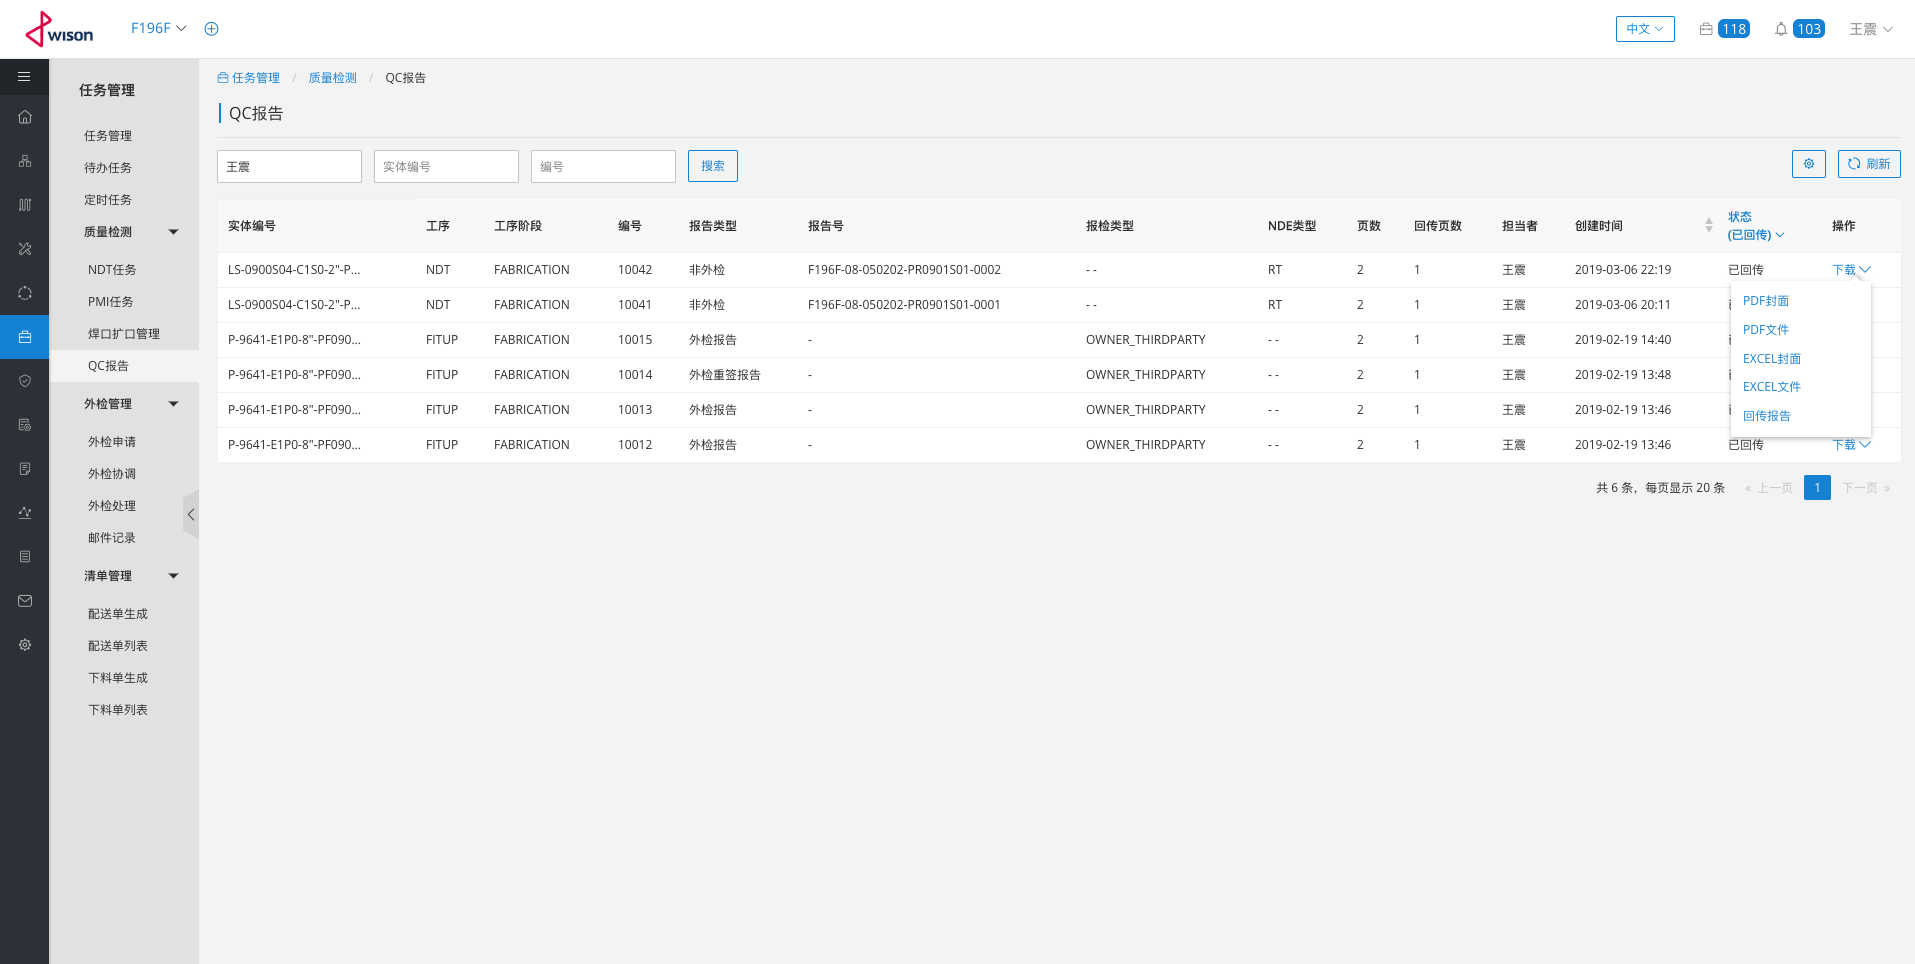 wison
F196F
中文
118
103
王震
任务管理
任务管理
待办任务
定时任务
质量检测
NDT任务
PMI任务
焊口扩口管理
QC报告
外检管理
外检申请
外检协调
外检处理
邮件记录
清单管理
配送单生成
配送单列表
下料单生成
下料单列表
任务管理 / 质量检测 / QC报告
QC报告
王震 实体编号 编号 搜索 刷新
实体编号 工序 工序阶段 编号 报告类型 报告号 报检类型 NDE类型 页数 回传页数 担当者 创建时间 状态 (已回传) 操作
LS-0900S04-C1S0-2"-P... NDT FABRICATION 10042 非外检 F196F-08-050202-PR0901S01-0002 - - RT 2 1 王震 2019-03-06 22:19 已回传 下载
LS-0900S04-C1S0-2"-P... NDT FABRICATION 10041 非外检 F196F-08-050202-PR0901S01-0001 - - RT 2 1 王震 2019-03-06 20:11
P-9641-E1P0-8"-PF090... FITUP FABRICATION 10015 外检报告 - OWNER_THIRDPARTY - - 2 1 王震 2019-02-19 14:40
P-9641-E1P0-8"-PF090... FITUP FABRICATION 10014 外检重签报告 - OWNER_THIRDPARTY - - 2 1 王震 2019-02-19 13:48
P-9641-E1P0-8"-PF090... FITUP FABRICATION 10013 外检报告 - OWNER_THIRDPARTY - - 2 1 王震 2019-02-19 13:46
P-9641-E1P0-8"-PF090... FITUP FABRICATION 10012 外检报告 - OWNER_THIRDPARTY - - 2 1 王震 2019-02-19 13:46 已回传 下载
PDF封面
PDF文件
EXCEL封面
EXCEL文件
回传报告
共 6 条，每页显示 20 条 « 上一页 1 下一页 »